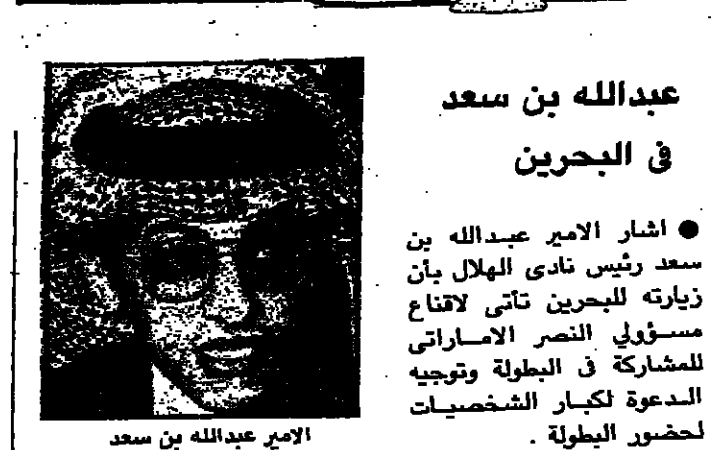 عبدالله بن سعد
فى البحرين
● اشار الامير عبدالله بن
سعد رئيس نادى الهلال بأن
زيارته للبحرين تأتى لاقناع
مسؤولي النصر الاماراتى
للمشاركة فى البطولة وتوجيه
الدعوة لكبار الشخصيات
لحضور البطولة .
الامير عبدالله بن سعد